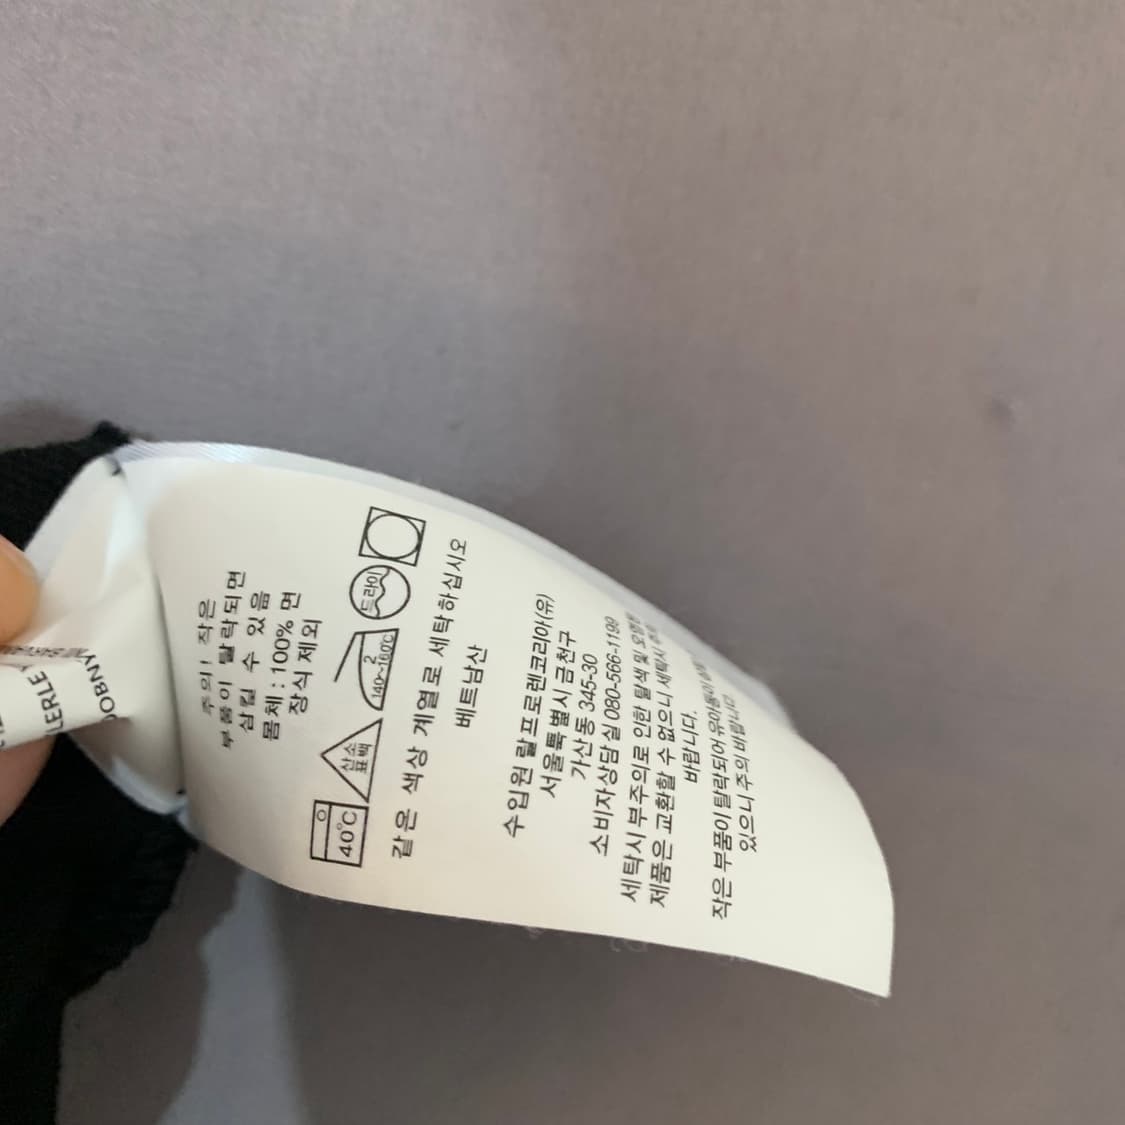 주의! 작은
부품이 탈락되면
삼킬 수 있음
몸체 : 100% 면
장식 제외
40°C
산소
표백
2
140~160°C
드라이
같은 색상 계열로 세탁하십시오
베트남산
수입원 랄프로렌코리아(유)
서울특별시 금천구
가산동 345-30
소비자상담실 080-566-1199
세탁시 부주의로 인한 탈색 및
제품은 교환할 수 없으니 세탁시 주의
바랍니다.
작은 부품이 탈락되어 유아동이
있으니 주의 바랍니다.
DOBNY